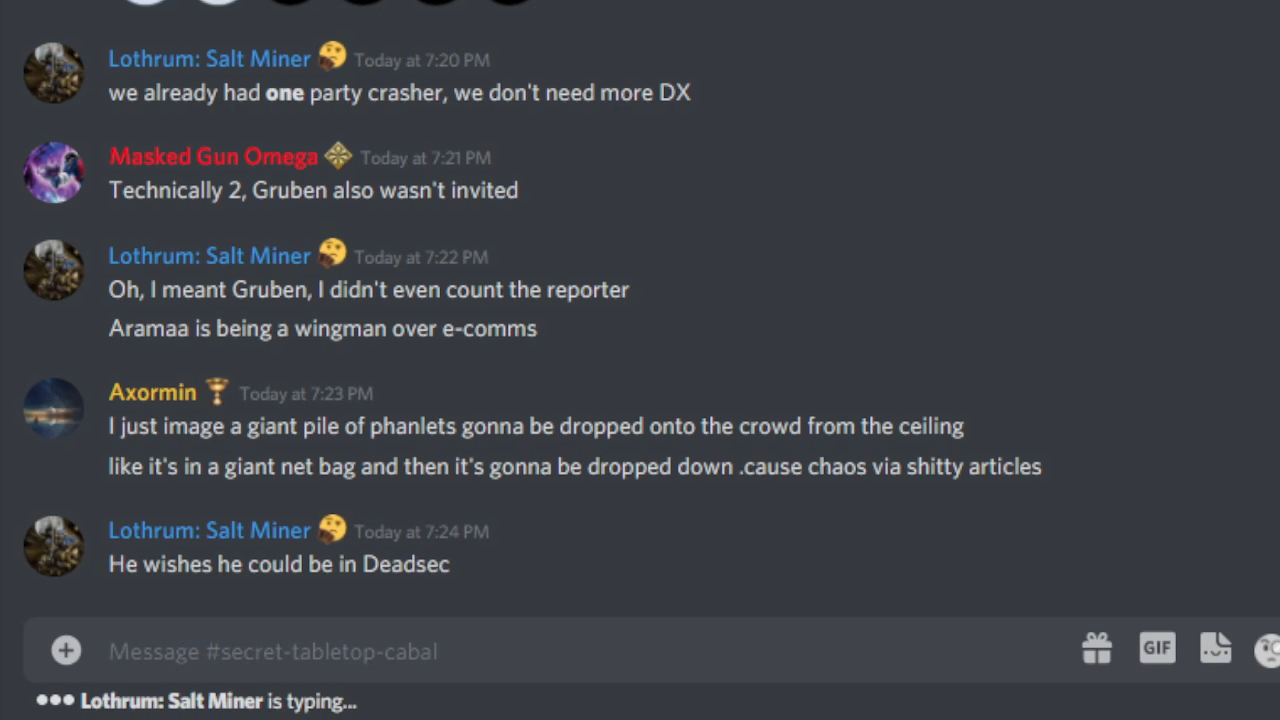 Lothrum: Salt Miner Today at 7:20 PM
we already had one party crasher, we don't need more DX
Masked Gun Omega Today at 7:21 PM
Technically 2, Gruben also wasn't invited
Lothrum: Salt Miner Today at 7:22 PM
Oh, I meant Gruben, I didn't even count the reporter
Aramaa is being a wingman over e-comms
Axormin Today at 7:23 PM
I just image a giant pile of phanlets gonna be dropped onto the crowd from the ceiling
like it's in a giant net bag and then it's gonna be dropped down .cause chaos via shitty articles
Lothrum: Salt Miner Today at 7:24 PM
He wishes he could be in Deadsec
Message #secret-tabletop-cabal
GIF
Lothrum: Salt Miner is typing...